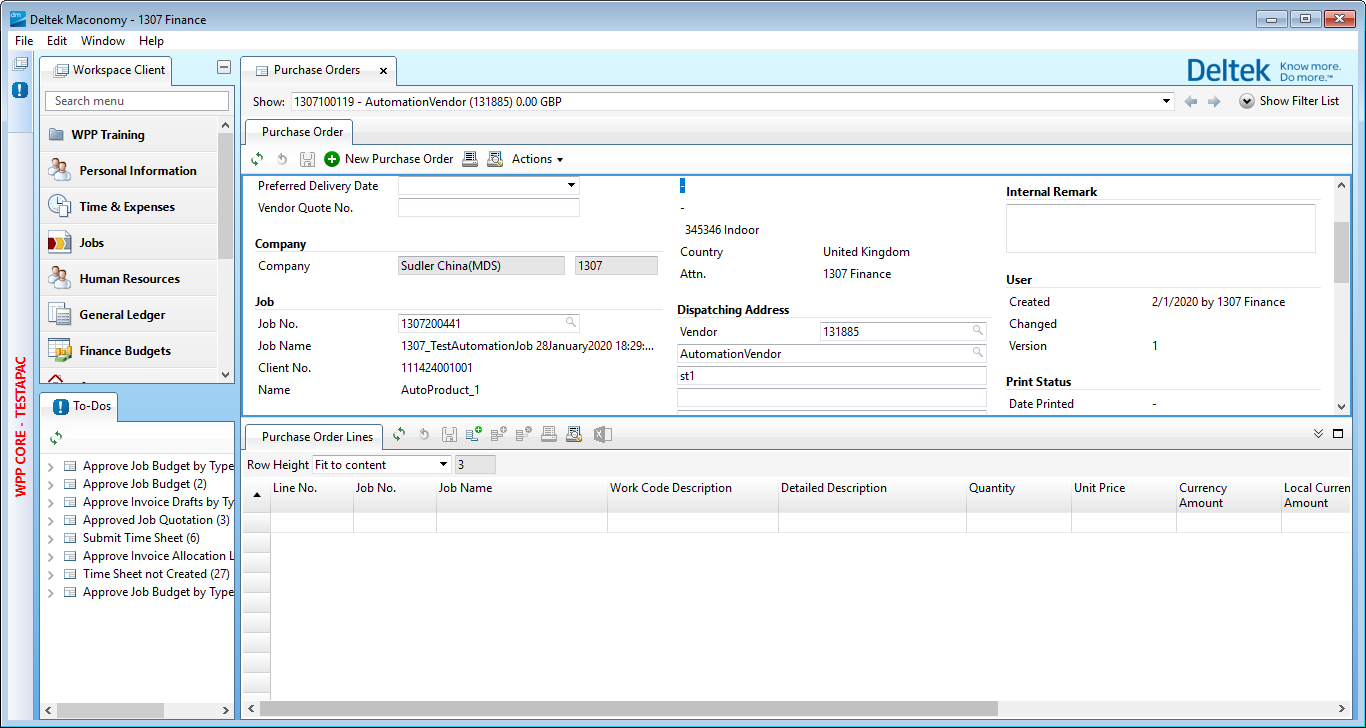 dm Deltek Maconomy - 1307 Finance
File Edit Window Help
WPP CORE - TESTAPAC
Workspace Client
Search menu
WPP Training
Personal Information
Time & Expenses
Jobs
Human Resources
General Ledger
Finance Budgets
To-Dos
Approve Job Budget by Type
Approve Job Budget (2)
Approve Invoice Drafts by Ty
Approved Job Quotation (3)
Submit Time Sheet (6)
Approve Invoice Allocation L
Time Sheet not Created (27)
Approve Job Budget by Type
Purchase Orders
Deltek Know more.
Do more.™
Show: 1307100119 - AutomationVendor (131885) 0.00 GBP
Show Filter List
Purchase Order
New Purchase Order Actions
Preferred Delivery Date
Vendor Quote No.
Company
Company Sudler China(MDS) 1307
Job
Job No. 1307200441
Job Name 1307_TestAutomationJob 28January2020 18:29:...
Client No. 111424001001
Name AutoProduct_1
-
-
345346 Indoor
Country United Kingdom
Attn. 1307 Finance
Dispatching Address
Vendor 131885
AutomationVendor
st1
Internal Remark
User
Created 2/1/2020 by 1307 Finance
Changed
Version 1
Print Status
Date Printed -
Purchase Order Lines
Row Height Fit to content 3
Line No. Job No. Job Name Work Code Description Detailed Description Quantity Unit Price Currency Amount Local Curren Amount